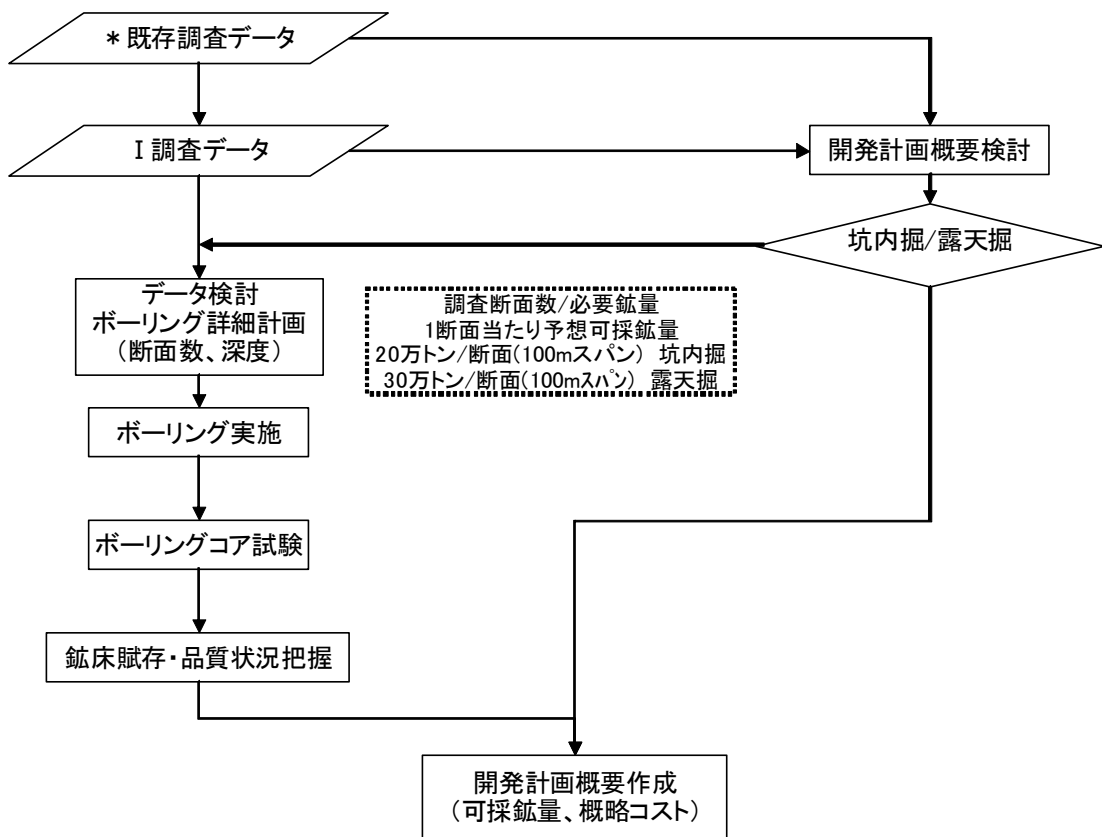 *既存調査データ
I 調査データ
開発計画概要検討
坑内掘/露天掘
データ検討
ボーリング詳細計画
(断面数、深度)
調査断面数/必要鉱量
1断面当たり予想可採鉱量
20万トン/断面(100mスパン) 坑内掘
30万トン/断面(100mスパン) 露天掘
ボーリング実施
ボーリングコア試験
鉱床賦存・品質状況把握
開発計画概要作成
(可採鉱量、概略コスト)